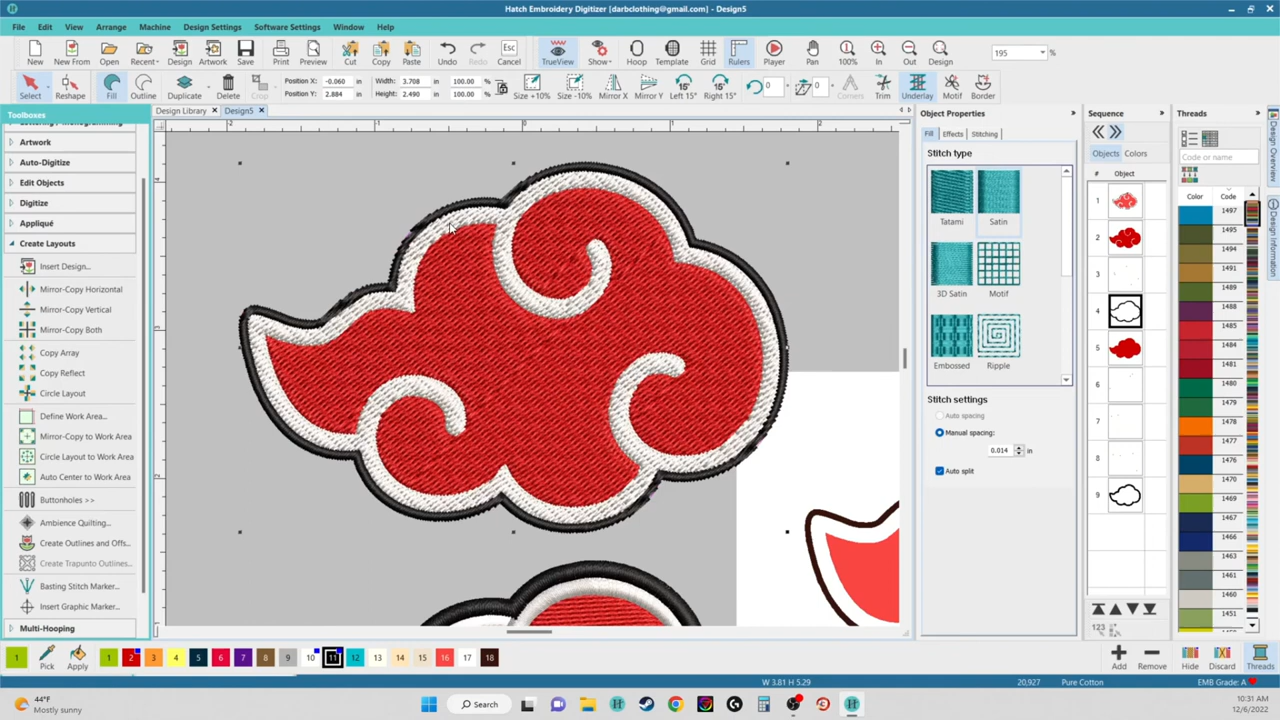 Hatch Embroidery Digitizer [darbclothing@gmail.com] - Design5
File Edit View Arrange Machine Design Settings Software Settings Window Help
New New From Open Recent Design Artwork Save Print Preview Cut Copy Paste Undo Redo Cancel TrueView Show Hoop Template Grid Rulers Player Pan 100% In Out Design 195 %
Select Reshape Fill Outline Duplicate Delete Crop Position X: -0.060 Width: 3.708 100.00 % Size +10% Size -10% Mirror X Mirror Y Left 15° Right 15° 0 0 Corners Trim Underlay Motif Border
Position Y: 2.884 Height: 2.490 100.00 %
Toolboxes
Design Library Design5
Artwork
Auto-Digitize
Edit Objects
Digitize
Appliqué
Create Layouts
Insert Design...
Mirror-Copy Horizontal
Mirror-Copy Vertical
Mirror-Copy Both
Copy Array
Copy Reflect
Circle Layout
Define Work Area...
Mirror-Copy to Work Area
Circle Layout to Work Area
Auto Center to Work Area
Buttonholes >>
Ambience Quilting...
Create Outlines and Offs...
Create Trapunto Outlines...
Basting Stitch Marker...
Insert Graphic Marker...
Multi-Hooping
Object Properties
Fill Effects Stitching
Stitch type
Tatami Satin
3D Satin Motif
Embossed Ripple
Stitch settings
Auto spacing
Manual spacing:
0.014 in
Auto split
Sequence
Objects Colors
# Object
1
2
3
4
5
6
7
8
9
Threads
Code or name
Color Code
1497
1495
1494
1491
1488
1485
1484
1481
1480
1479
1478
1477
1476
1470
1467
1466
1463
1461
1460
1451
Design Overview
Design Information
1 Pick Apply 1 2 3 4 5 6 7 8 9 10 11 12 13 14 15 16 17 18
Add Remove Hide Discard Threads
W 3.81 H 5.29 20,927 Pure Cotton EMB Grade: A
44°F
Mostly sunny
Search
10:31 AM
12/6/2022